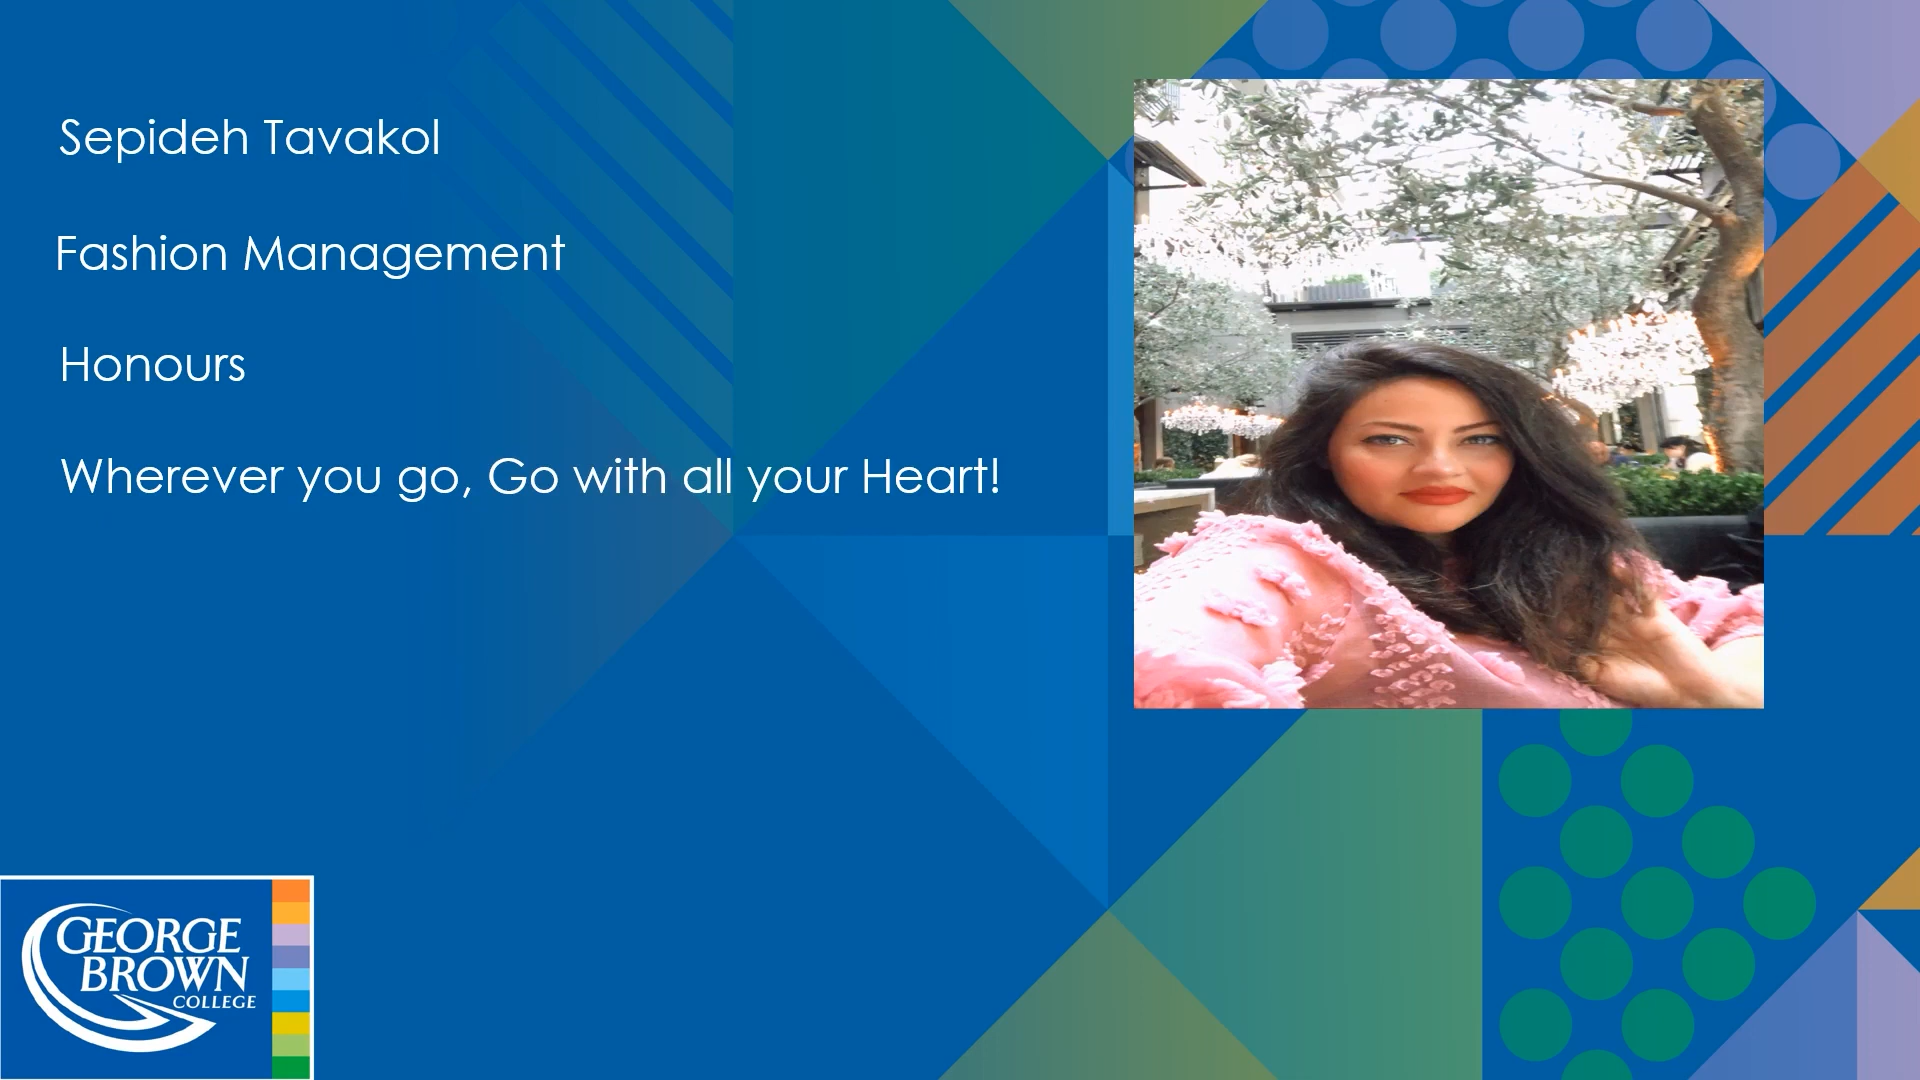 Sepideh Tavakol
Fashion Management
Honours
Wherever you go, Go with all your Heart!
GEORGE
BROWN
COLLEGE